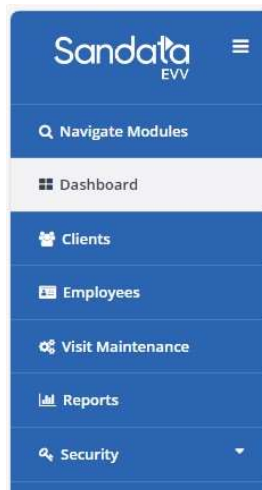 Sandata
EVV
Navigate Modules
Dashboard
Clients
Employees
Visit Maintenance
Reports
Security